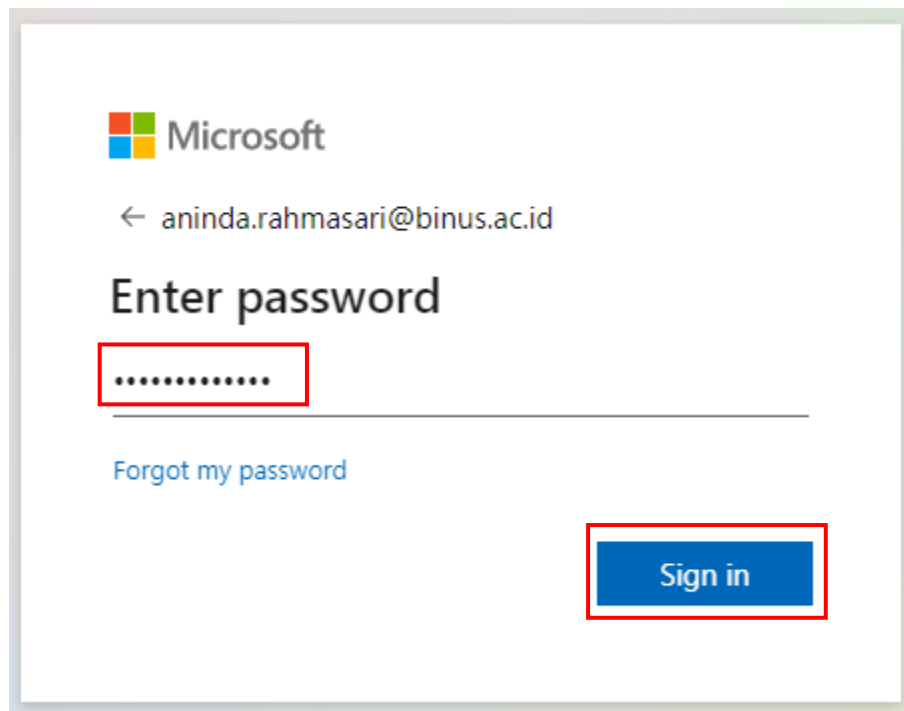 Microsoft
← aninda.rahmasari@binus.ac.id
Enter password
•••••••••••••
Forgot my password
Sign in